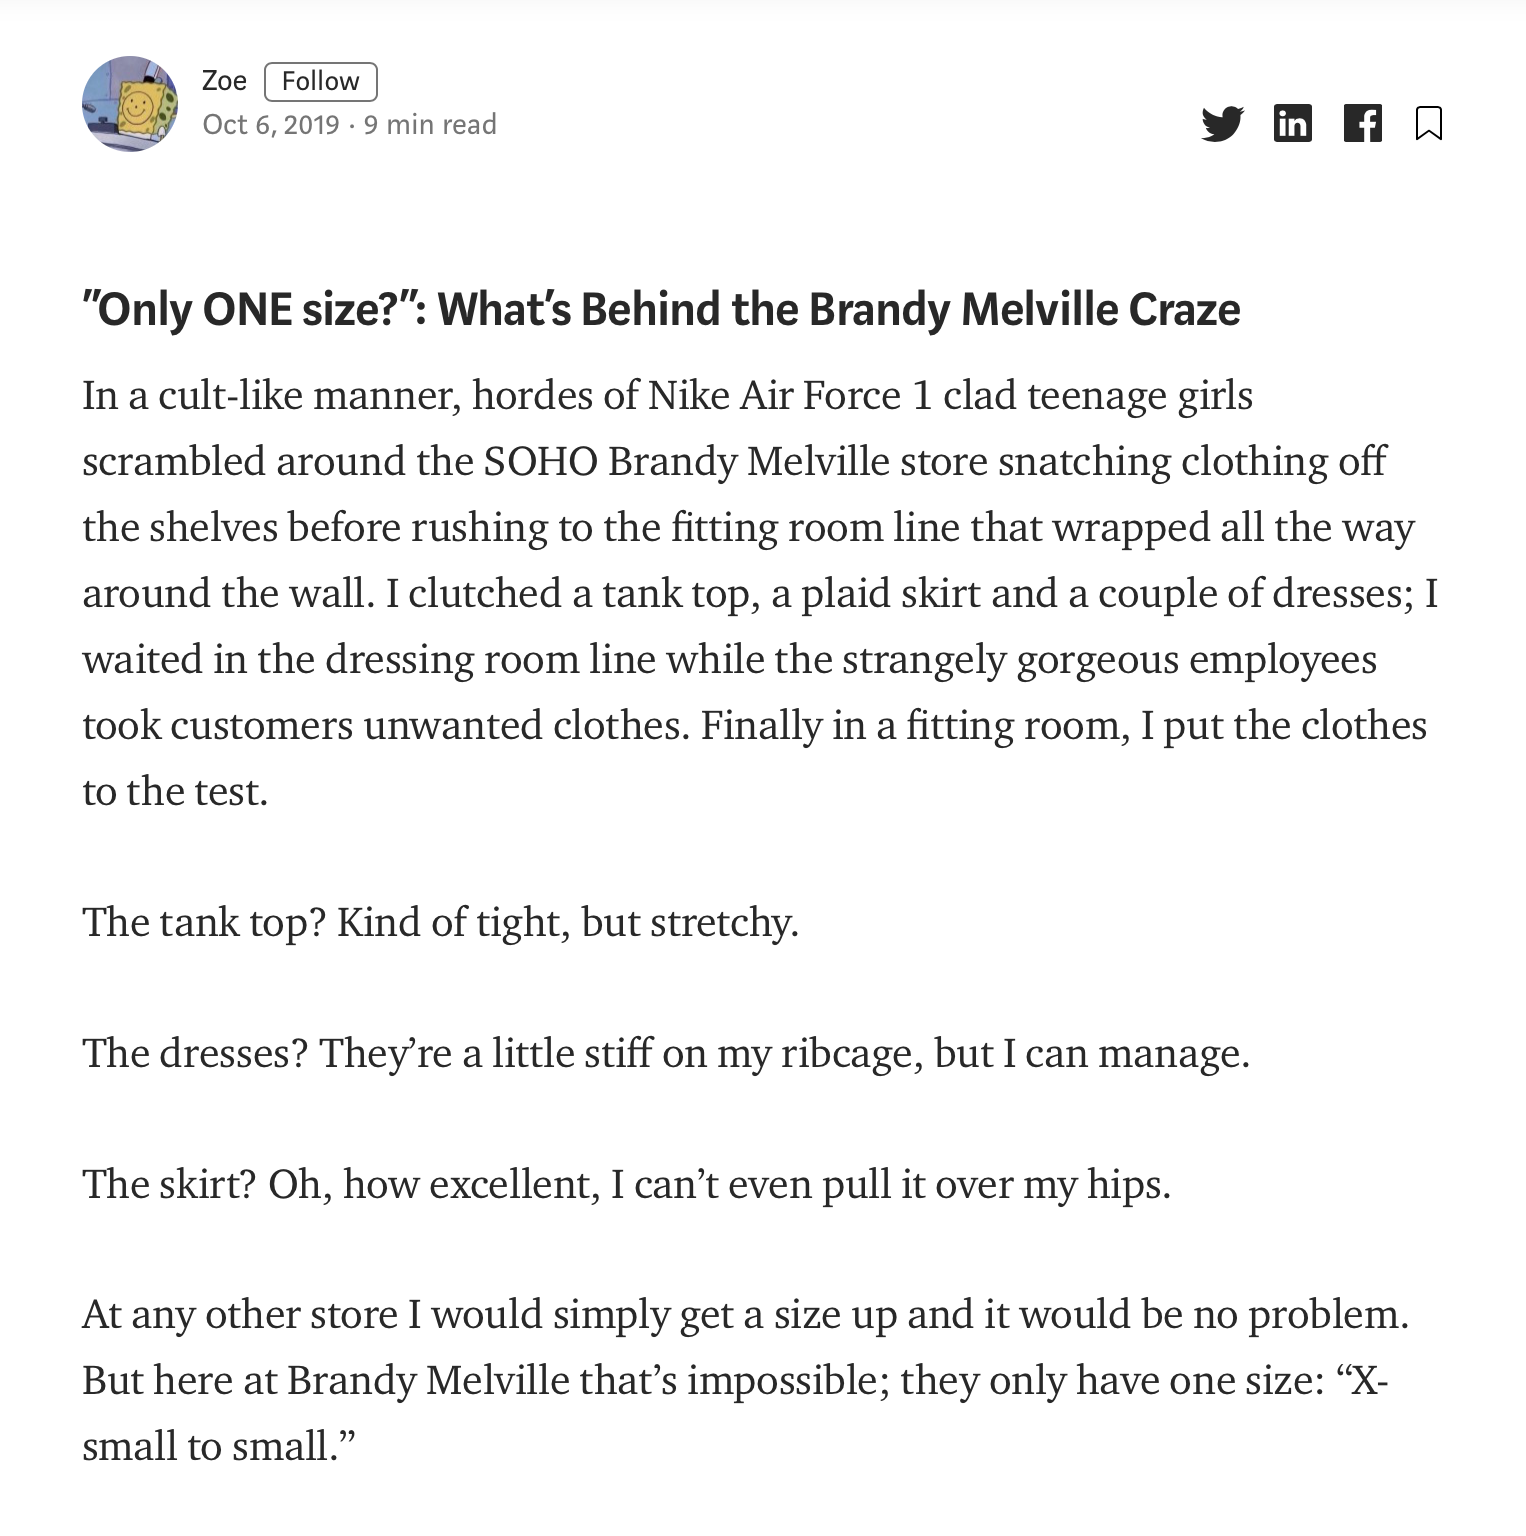 Zoe Follow
Oct 6, 2019 · 9 min read
"Only ONE size?": What's Behind the Brandy Melville Craze
In a cult-like manner, hordes of Nike Air Force 1 clad teenage girls
scrambled around the SOHO Brandy Melville store snatching clothing off
the shelves before rushing to the fitting room line that wrapped all the way
around the wall. I clutched a tank top, a plaid skirt and a couple of dresses; I
waited in the dressing room line while the strangely gorgeous employees
took customers unwanted clothes. Finally in a fitting room, I put the clothes
to the test.
The tank top? Kind of tight, but stretchy.
The dresses? They’re a little stiff on my ribcage, but I can manage.
The skirt? Oh, how excellent, I can’t even pull it over my hips.
At any other store I would simply get a size up and it would be no problem.
But here at Brandy Melville that’s impossible; they only have one size: “X-
small to small.”